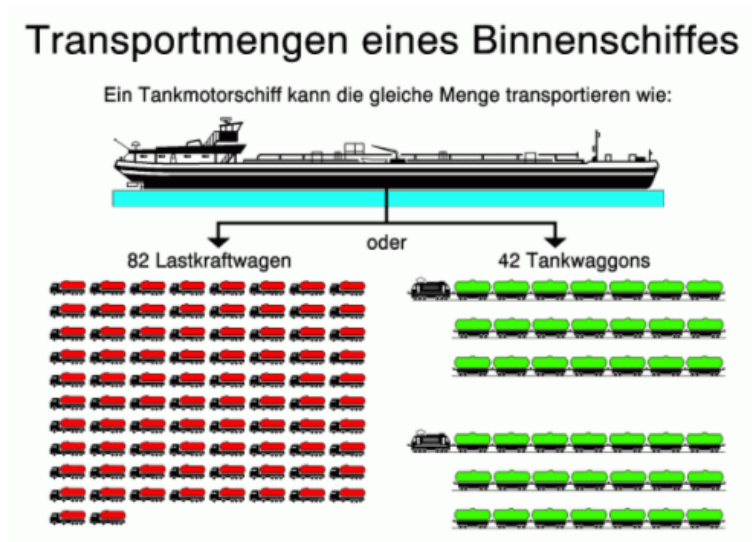 Transportmengen eines Binnenschiffes
Ein Tankmotorschiff kann die gleiche Menge transportieren wie:
oder
82 Lastkraftwagen
42 Tankwaggons